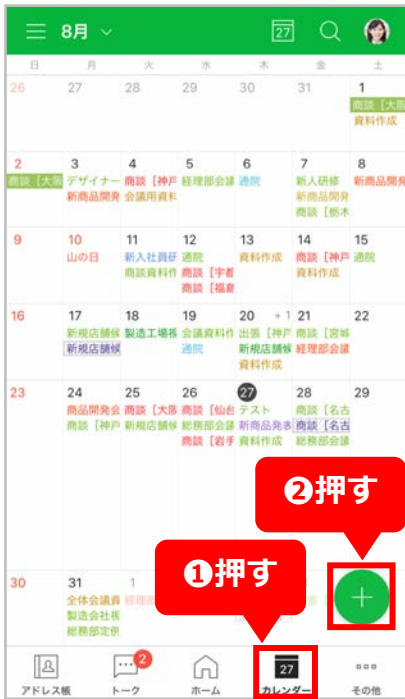 8月 27
日 月 火 水 木 金 土
26 27 28 29 30 31 1
商談［大阪
資料作成
2 3 4 5 6 7 8
商談［大阪 デザイナー 商談［神戸 経理部会議 通院 新人研修 新商品開発
新商品開発 会議用資料 新商品開発
商談［栃木
9 10 11 12 13 14 15
山の日 新入社員研 通院 資料作成 商談［神戸 通院
商談資料作 商談［宇都 資料作成
商談［福島
16 17 18 19 20 +1 21 22
新規店舗候 製造工場視 会議資料作 出張［神戸 商談［宮城
新規店舗候 通院 新規店舗候 経理部会議
資料作成
23 24 25 26 27 28 29
商品開発会 商談［大阪 商談［仙台 テスト 商談［名古
商談［神戸 新規店舗候 総務部会議 新商品発表 商談［名古
商談［岩手 資料作成 総務部会議
❷押す
❶押す
30 31 1
全体会議資 経理部
製造会社視
総務部定例
2 27
アドレス帳 トーク ホーム カレンダー その他